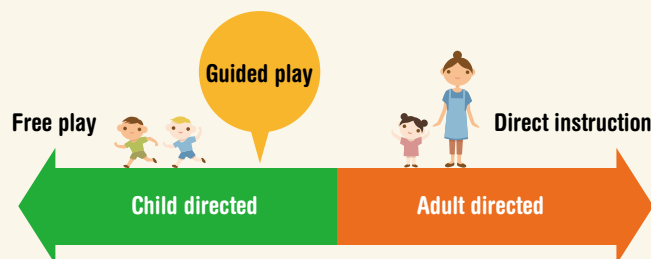 Guided play
Free play
Direct instruction
Child directed
Adult directed